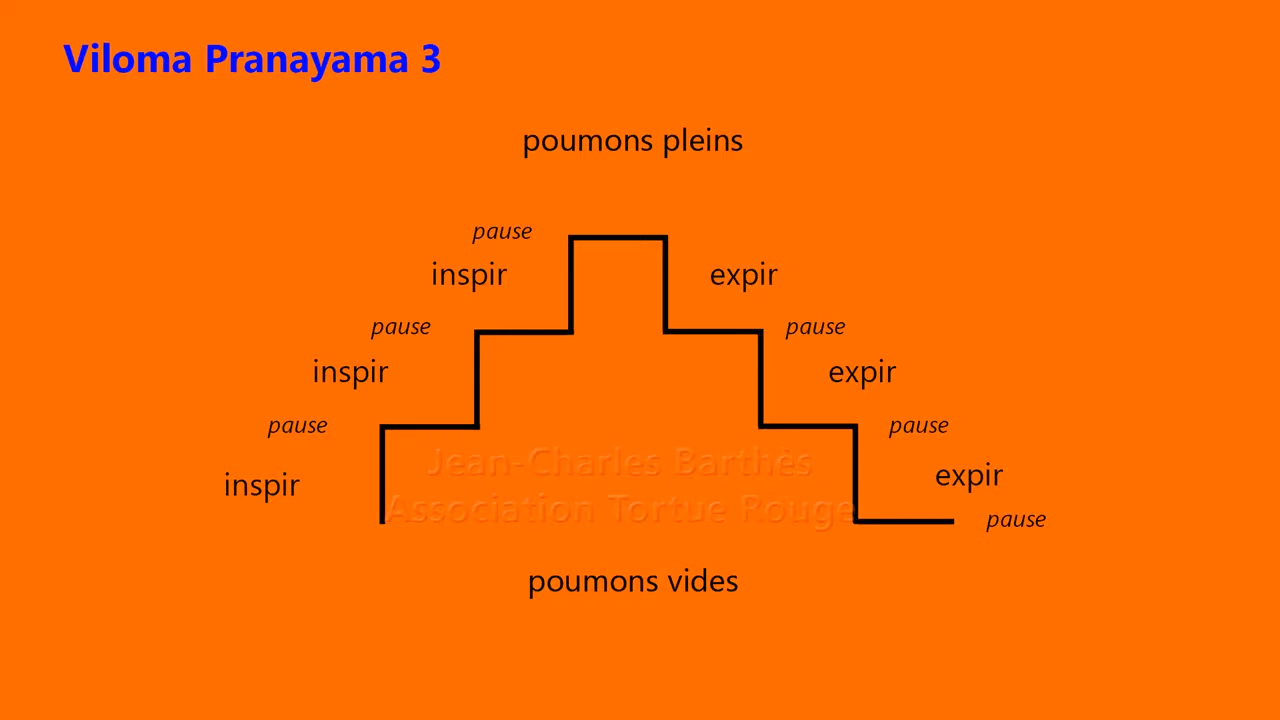 Viloma Pranayama 3
poumons pleins
pause
inspir
expir
pause
pause
inspir
expir
pause
pause
Jean-Charles Barthès
inspir
expir
Association Tortue Rouge
pause
poumons vides